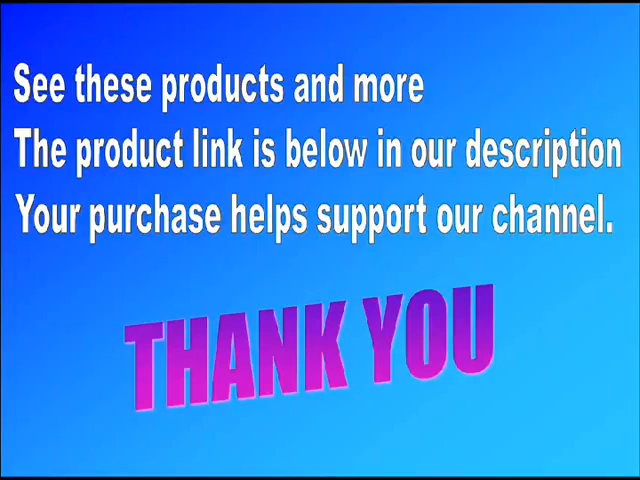 See these products and more
The product link is below in our description
Your purchase helps support our channel.
THANK YOU